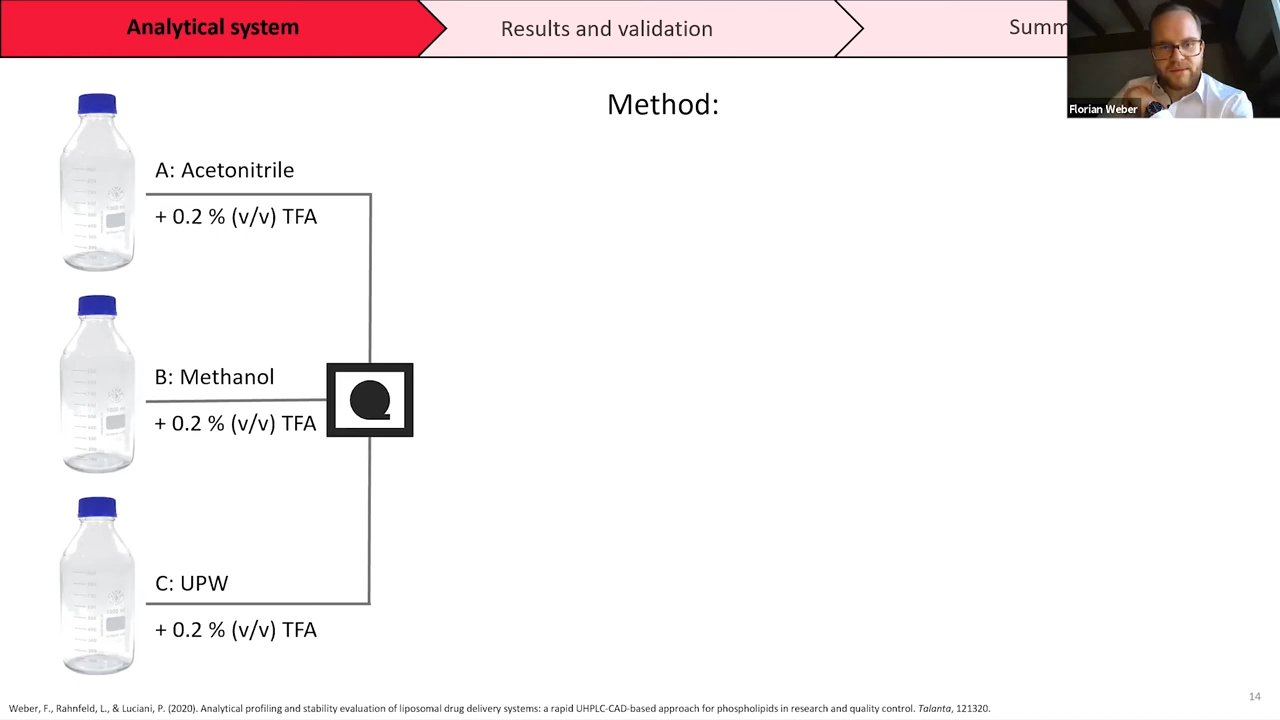 Analytical system
Results and validation
Summ
Florian Weber
Method:
A: Acetonitrile
+ 0.2 % (v/v) TFA
B: Methanol
+ 0.2 % (v/v) TFA
C: UPW
+ 0.2 % (v/v) TFA
14
Weber, F., Rahnfeld, L., & Luciani, P. (2020). Analytical profiling and stability evaluation of liposomal drug delivery systems: a rapid UHPLC-CAD-based approach for phospholipids in research and quality control. Talanta, 121320.